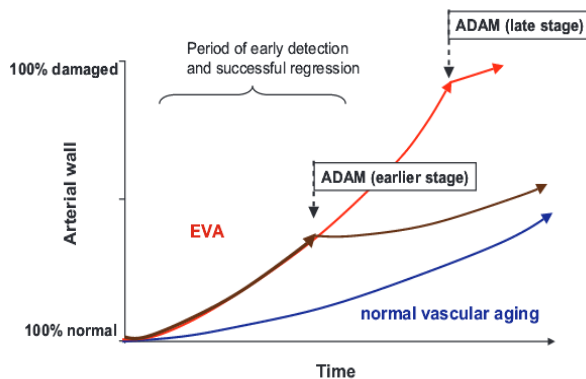 ADAM (late stage)
Period of early detection
and successful regression
100% damaged
ADAM (earlier stage)
Arterial wall
EVA
normal vascular aging
100% normal
Time